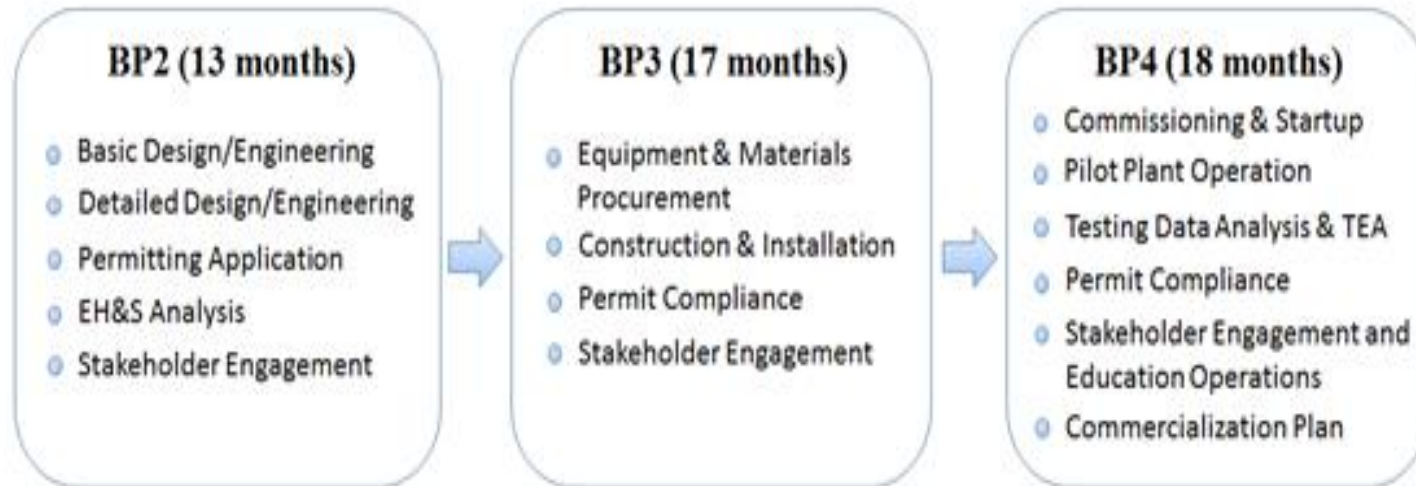 BP2 (13 months)
Basic Design/Engineering
Detailed Design/Engineering
Permitting Application
EH&S Analysis
Stakeholder Engagement
BP3 (17 months)
Equipment & Materials
Procurement
Construction & Installation
Permit Compliance
Stakeholder Engagement
BP4 (18 months)
Commissioning & Startup
Pilot Plant Operation
Testing Data Analysis & TEA
Permit Compliance
Stakeholder Engagement and
Education Operations
Commercialization Plan